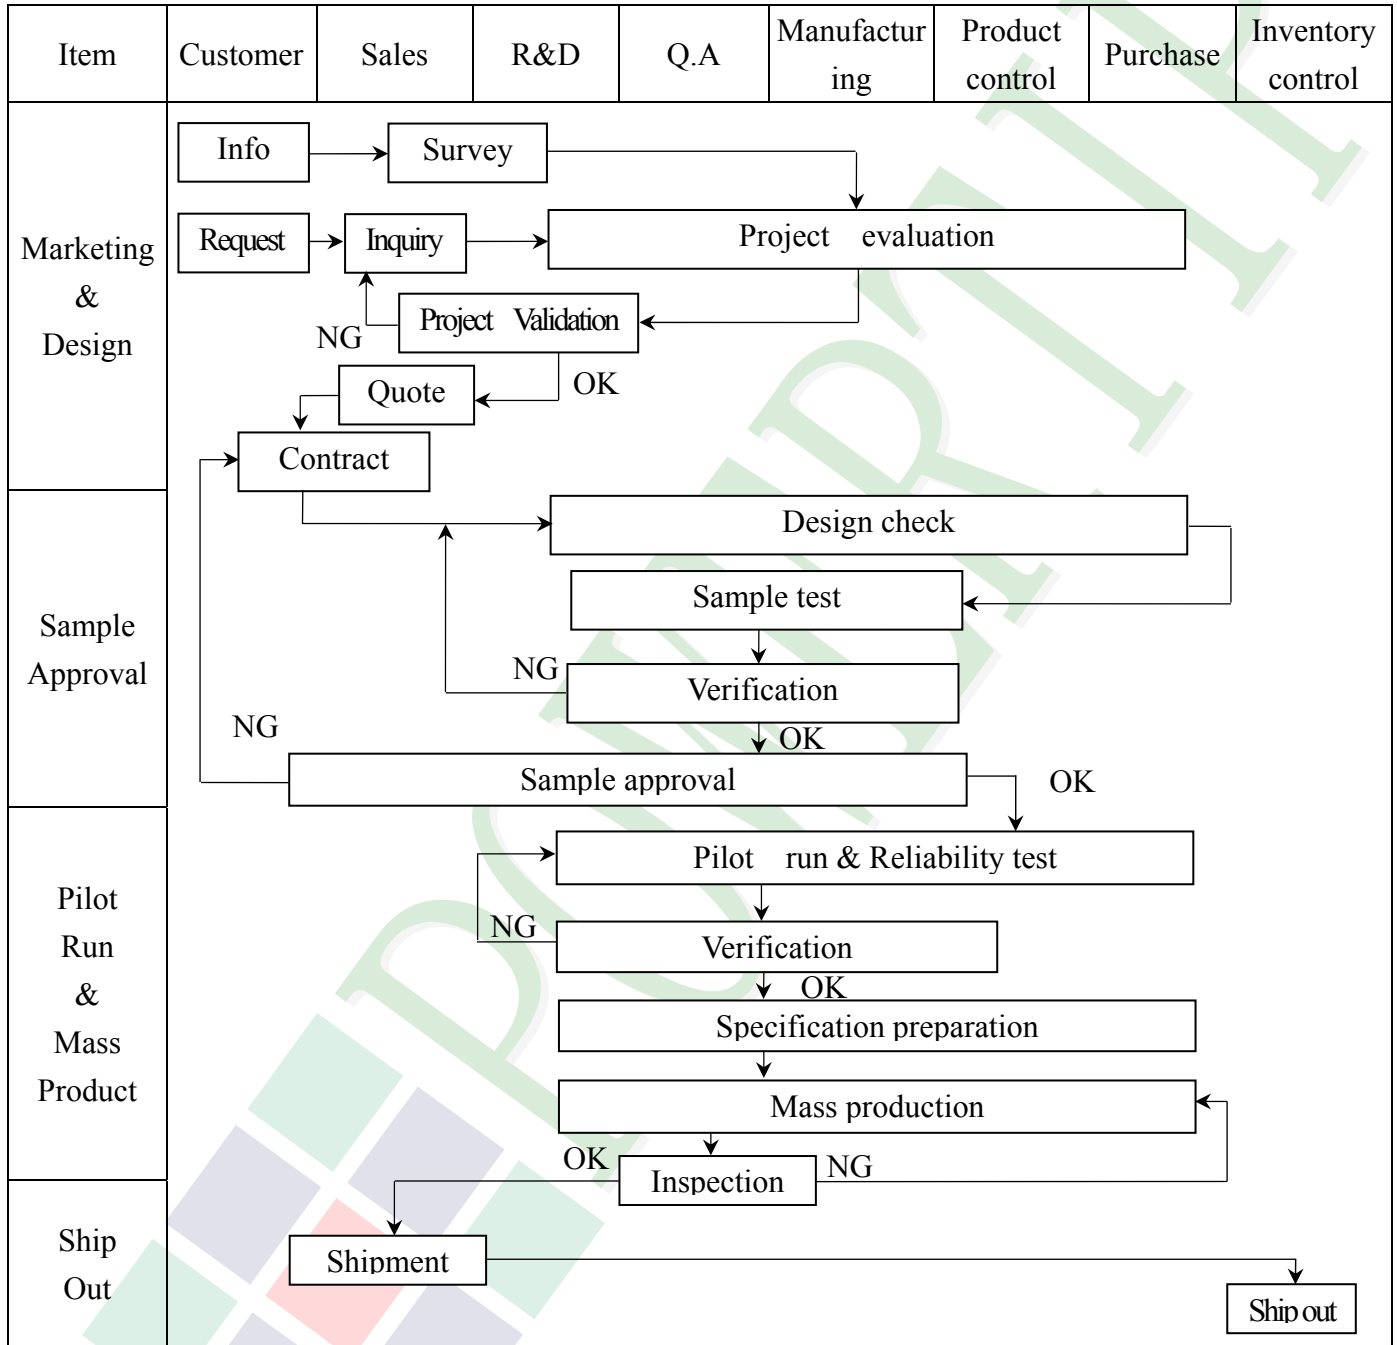 Item Customer Sales R&D Q.A Manufactur Product Purchase Inventory
ing control control
Info Survey
Request Inquiry Project evaluation
Marketing
&
Design
NG Project Validation
Quote OK
Contract
Design check
Sample test
Sample
Approval
NG Verification
NG OK
Sample approval OK
Pilot run & Reliability test
Pilot
Run
&
Mass
Product
NG Verification
OK
Specification preparation
Mass production
OK Inspection NG
Ship
Out
Shipment
Ship out
POWERTIP